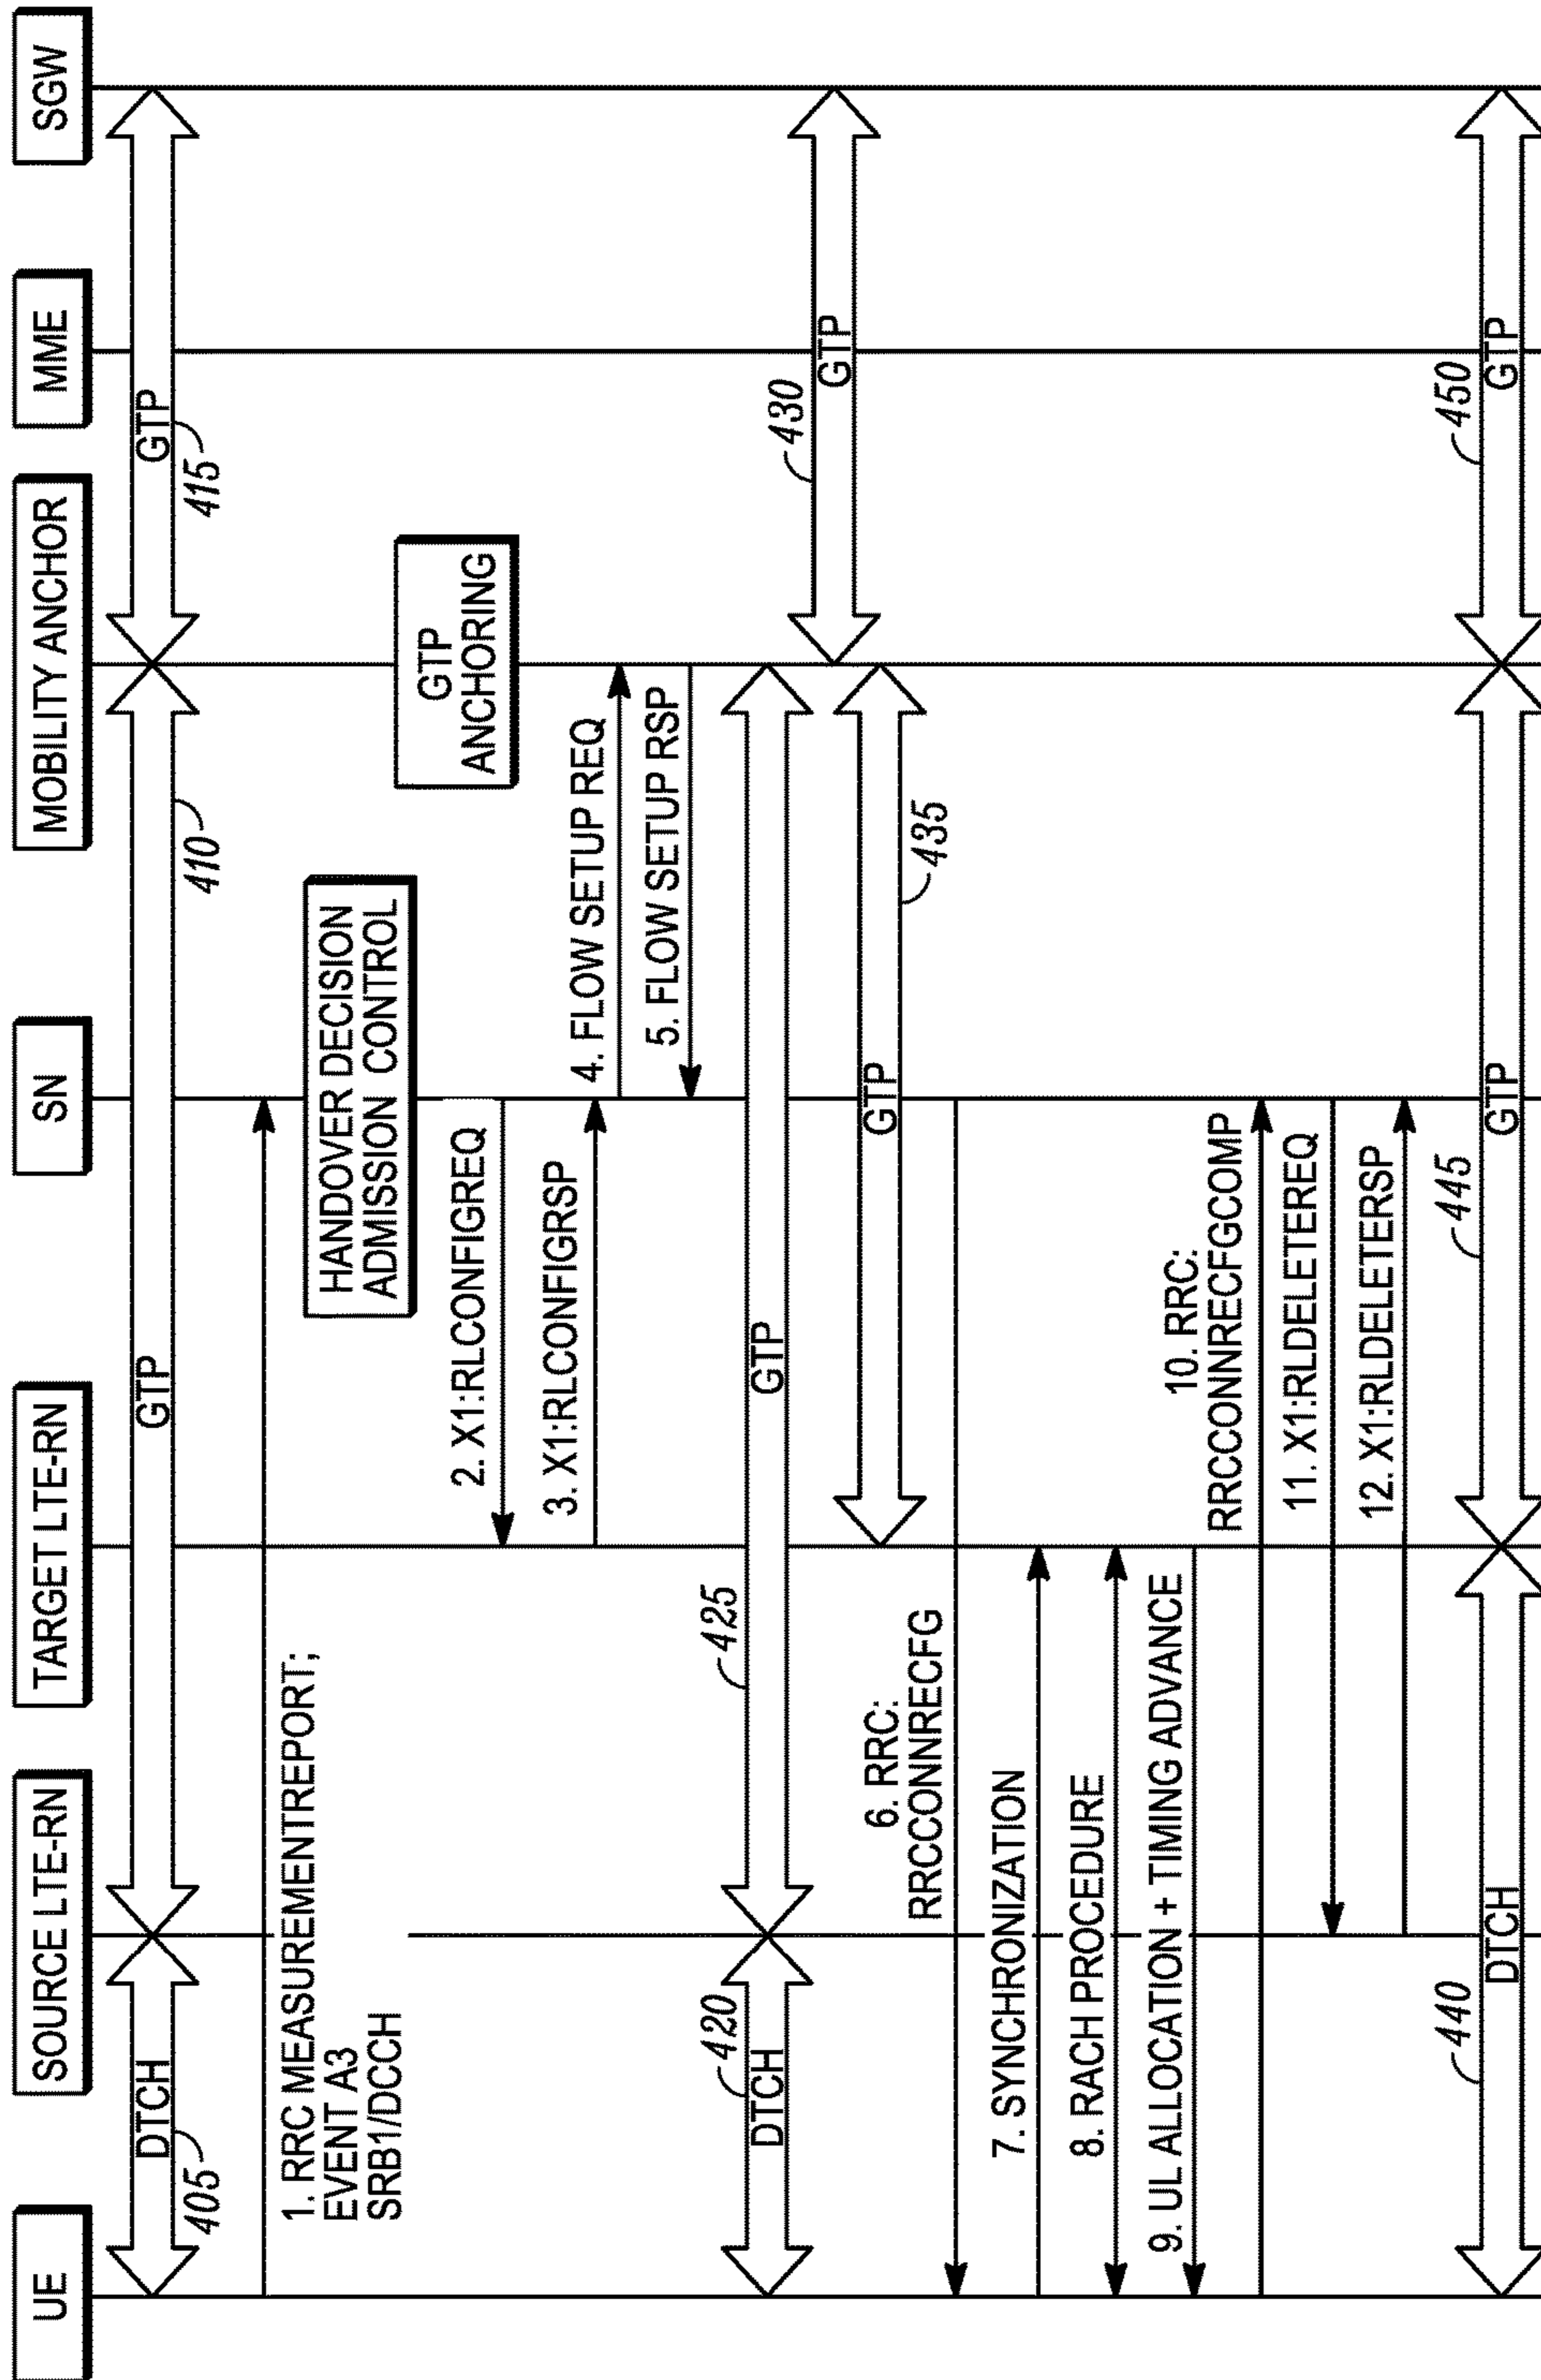 UE
SOURCE LTE-RN
TARGET LTE-RN
SN
MOBILITY ANCHOR
MME
SGW
DTCH
GTP
GTP
405
410
415
1. RRC MEASUREMENTREPORT;
EVENT A3
SRB1/DCCH
HANDOVER DECISION
ADMISSION CONTROL
GTP
ANCHORING
2. X1:RLCONFIGREQ
3. X1:RLCONFIGRSP
4. FLOW SETUP REQ
5. FLOW SETUP RSP
420
425
DTCH
GTP
430
GTP
GTP
435
6. RRC:
RRCCONNRECFG
7. SYNCHRONIZATION
8. RACH PROCEDURE
9. UL ALLOCATION + TIMING ADVANCE
10. RRC:
RRCCONNRECFGCOMP
11. X1:RLDELETEREQ
12. X1:RLDELETERSP
440
445
450
DTCH
GTP
GTP